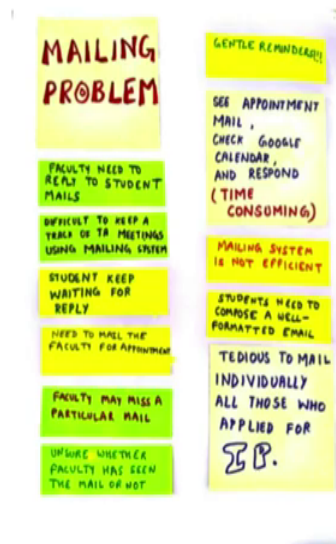 MAILING
PROBLEM
FACULTY NEED TO
REPLY TO STUDENT
MAILS
DIFFICULT TO KEEP A
TRACK OF TA MEETINGS
USING MAILING SYSTEM
STUDENT KEEP
WAITING FOR
REPLY
NEED TO MAIL THE
FACULTY FOR APPOINTMENT
FACULTY MAY MISS A
PARTICULAR MAIL
UNSURE WHETHER
FACULTY HAS SEEN
THE MAIL OR NOT
GENTLE REMINDERS!!!
SEE APPOINTMENT
MAIL,
CHECK GOOGLE
CALENDAR,
AND RESPOND
(TIME
CONSUMING)
MAILING SYSTEM
IS NOT EFFICIENT
STUDENTS NEED TO
COMPOSE A WELL-
FORMATTED EMAIL
TEDIOUS TO MAIL
INDIVIDUALLY
ALL THOSE WHO
APPLIED FOR
IP.